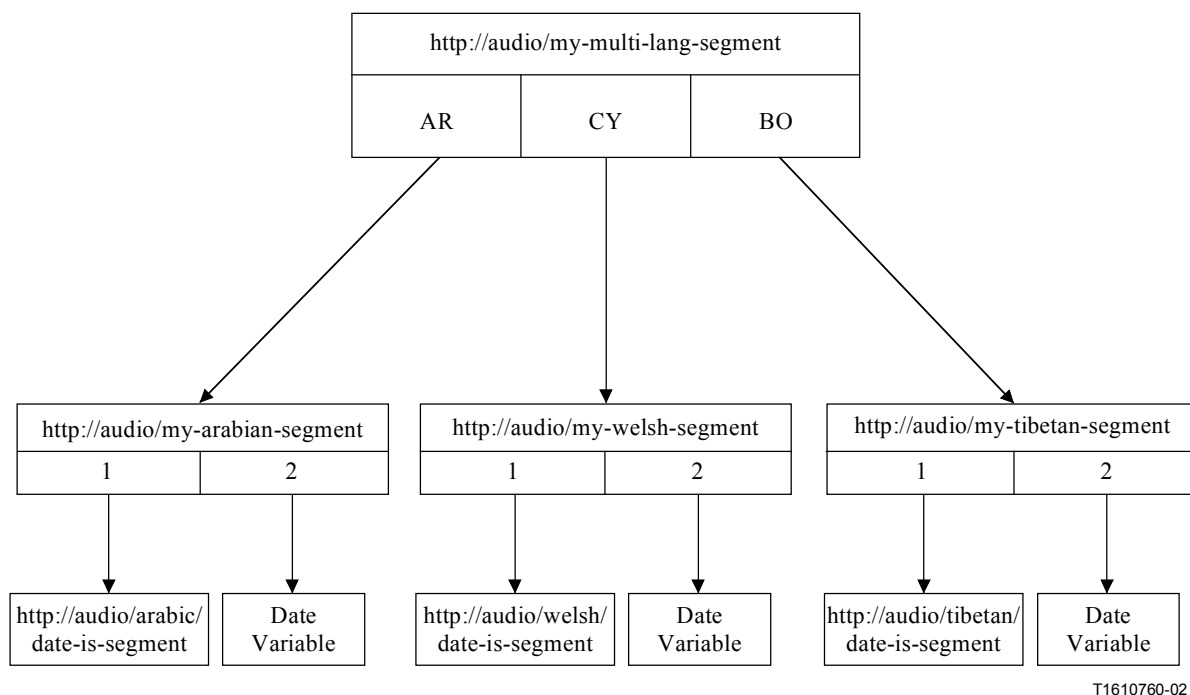 http://audio/my-multi-lang-segment
AR
CY
BO
http://audio/my-arabian-segment
1
2
http://audio/my-welsh-segment
1
2
http://audio/my-tibetan-segment
1
2
http://audio/arabic/
date-is-segment
Date
Variable
http://audio/welsh/
date-is-segment
Date
Variable
http://audio/tibetan/
date-is-segment
Date
Variable
T1610760-02